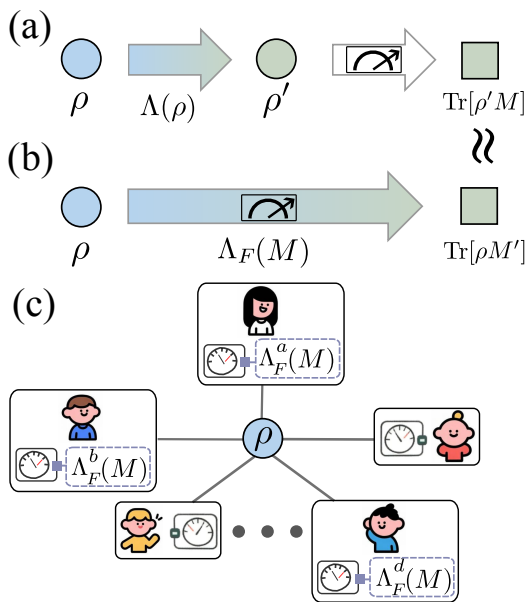 (a)
ρ Λ(ρ) ρ′ Tr[ρ′M]
≈
(b)
ρ Λ_F(M) Tr[ρM′]
(c)
Λ_F^a(M)
Λ_F^b(M) ρ
Λ_F^d(M)